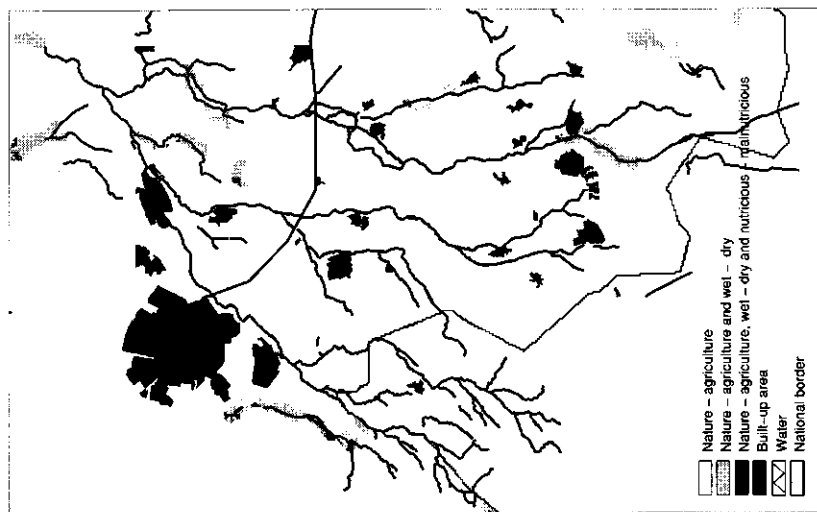 Nature – agriculture
Nature – agriculture and wet – dry
Nature – agriculture, wet – dry and nutricious – malnutricious
Built-up area
Water
National border